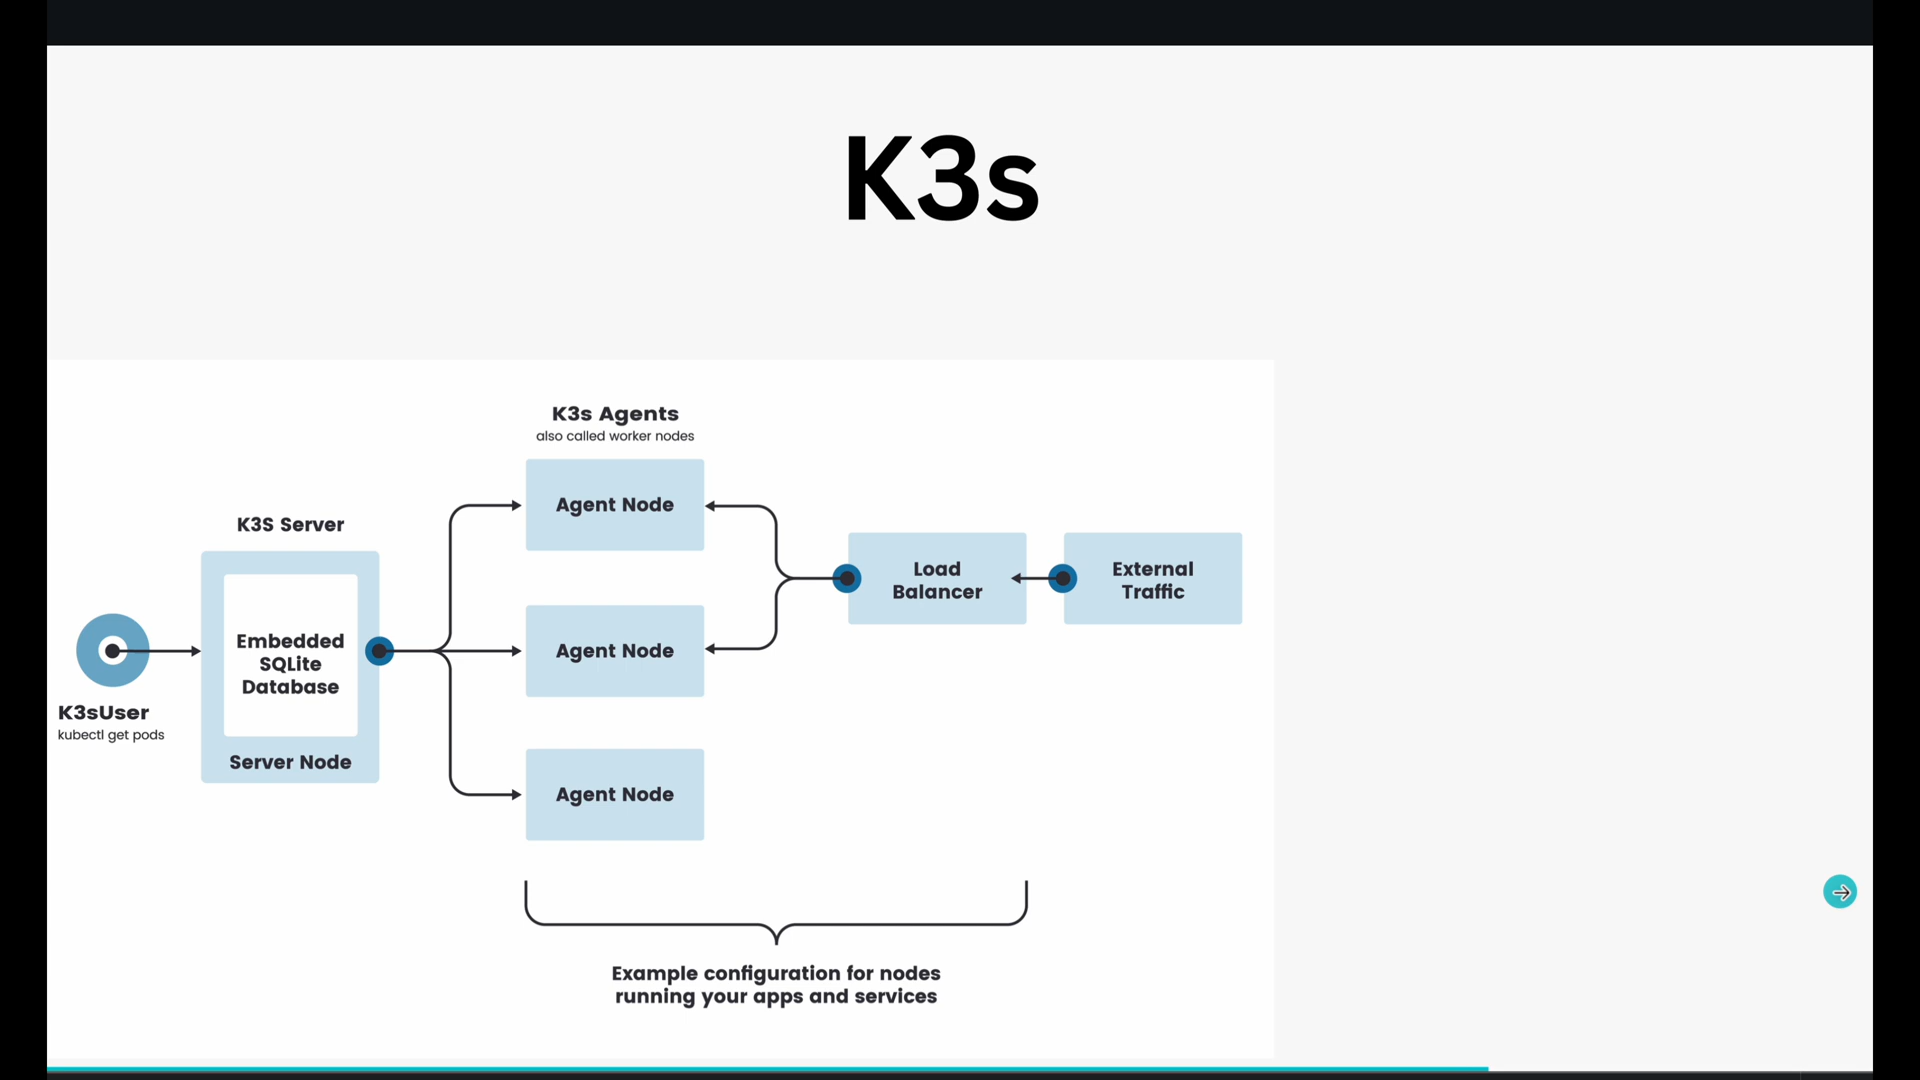 K3s
K3s Agents
also called worker nodes
Agent Node
K3S Server
Embedded
SQLite
Database
Server Node
K3sUser
kubectl get pods
Agent Node
Agent Node
Load
Balancer
External
Traffic
Example configuration for nodes
running your apps and services